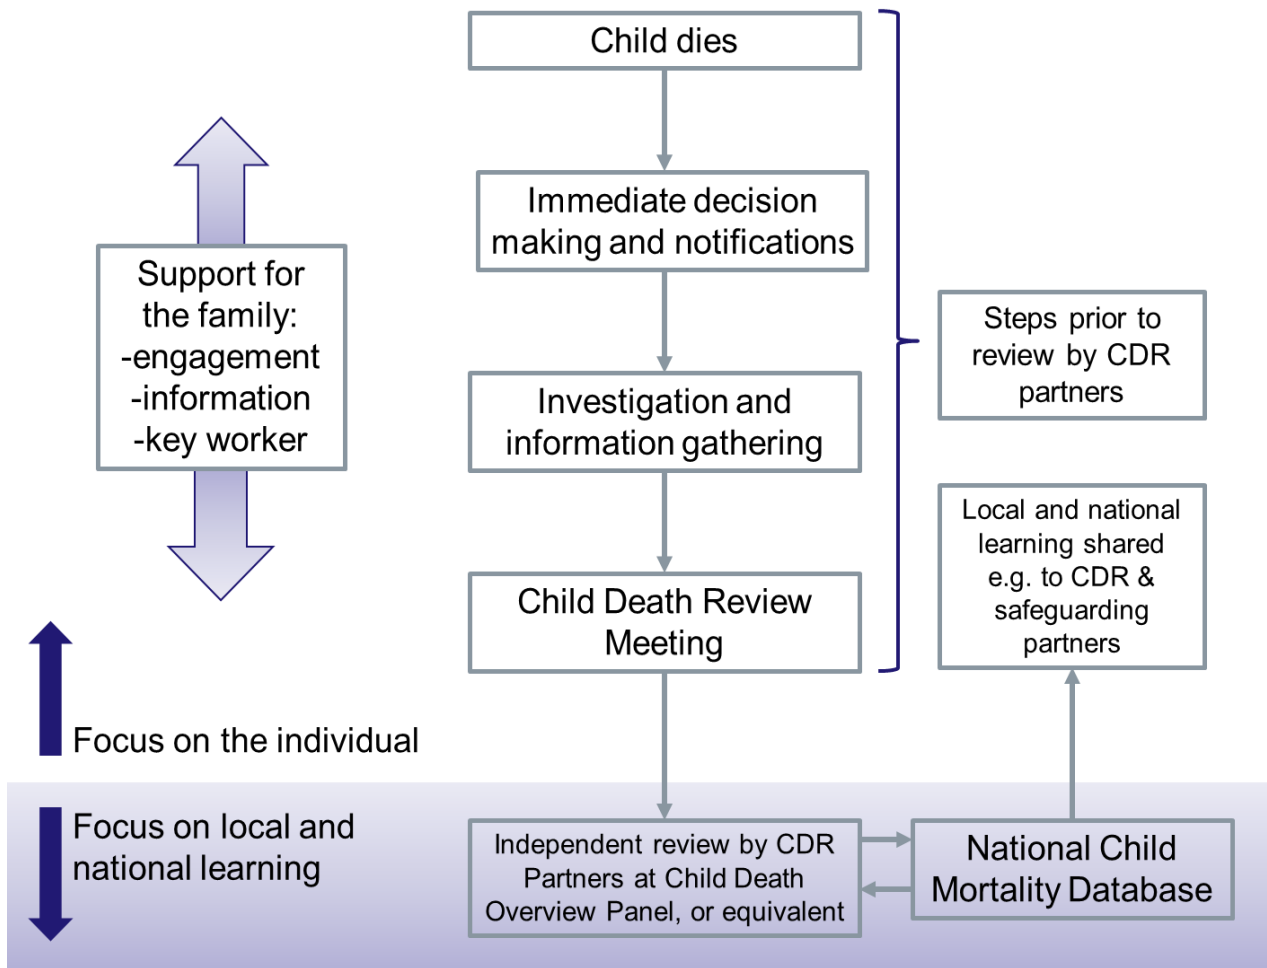 Child dies
Immediate decision
making and notifications
Support for
the family:
-engagement
-information
-key worker
Steps prior to
review by CDR
partners
Investigation and
information gathering
Local and national
learning shared
e.g. to CDR &
safeguarding
partners
Child Death Review
Meeting
Focus on the individual
Focus on local and
national learning
Independent review by CDR
Partners at Child Death
Overview Panel, or equivalent
National Child
Mortality Database